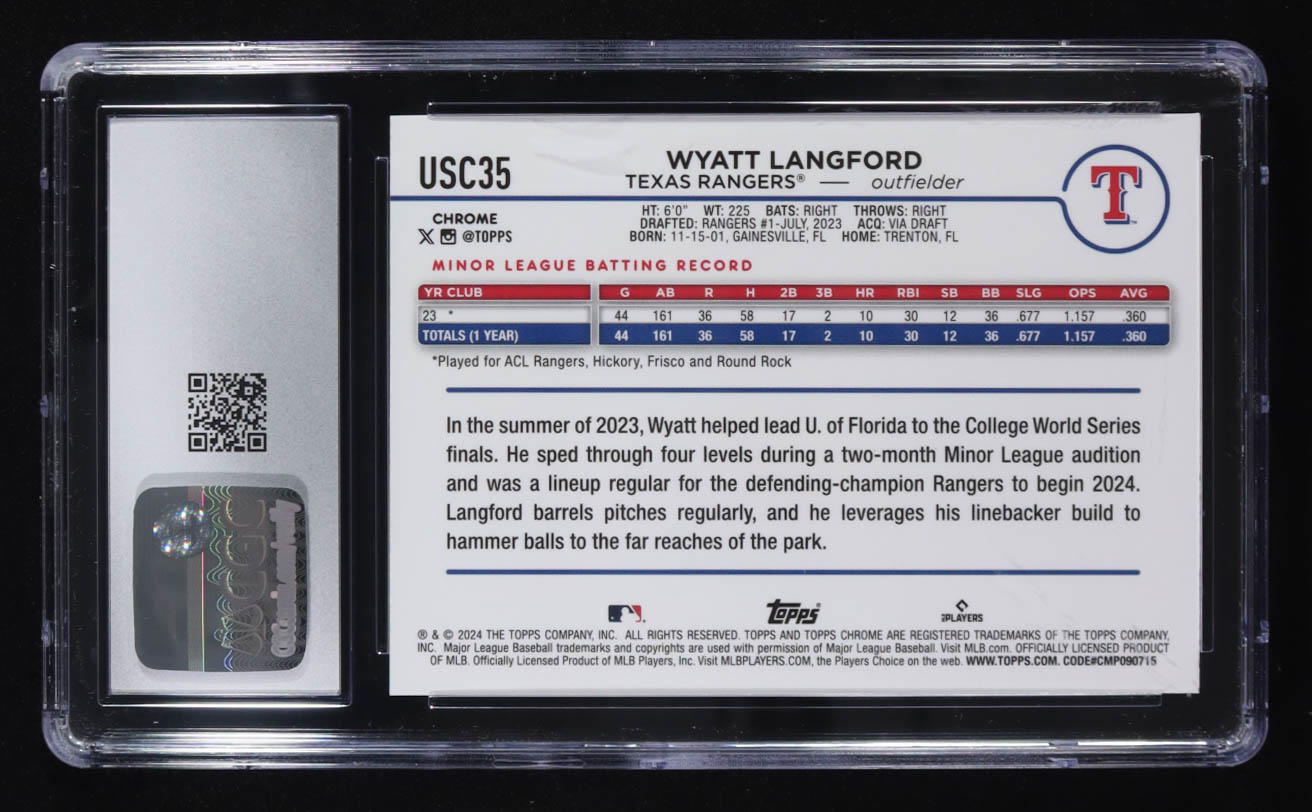 USC35
WYATT LANGFORD
TEXAS RANGERS® — outfielder
T
CHROME
@TOPPS
HT: 6'0" WT: 225 BATS: RIGHT THROWS: RIGHT
DRAFTED: RANGERS #1-JULY, 2023 ACQ: VIA DRAFT
BORN: 11-15-01, GAINESVILLE, FL HOME: TRENTON, FL
MINOR LEAGUE BATTING RECORD
YR CLUB G AB R H 2B 3B HR RBI SB BB SLG OPS AVG
23 * 44 161 36 58 17 2 10 30 12 36 .677 1.157 .360
TOTALS (1 YEAR) 44 161 36 58 17 2 10 30 12 36 .677 1.157 .360
*Played for ACL Rangers, Hickory, Frisco and Round Rock
In the summer of 2023, Wyatt helped lead U. of Florida to the College World Series
finals. He sped through four levels during a two-month Minor League audition
and was a lineup regular for the defending-champion Rangers to begin 2024.
Langford barrels pitches regularly, and he leverages his linebacker build to
hammer balls to the far reaches of the park.
topps®
PLAYERS
® & © 2024 THE TOPPS COMPANY, INC. ALL RIGHTS RESERVED. TOPPS AND TOPPS CHROME ARE REGISTERED TRADEMARKS OF THE TOPPS COMPANY,
INC. Major League Baseball trademarks and copyrights are used with permission of Major League Baseball. Visit MLB.com. OFFICIALLY LICENSED PRODUCT
OF MLB. Officially Licensed Product of MLB Players, Inc. Visit MLBPLAYERS.COM, the Players Choice on the web. WWW.TOPPS.COM. CODE#CMP090715